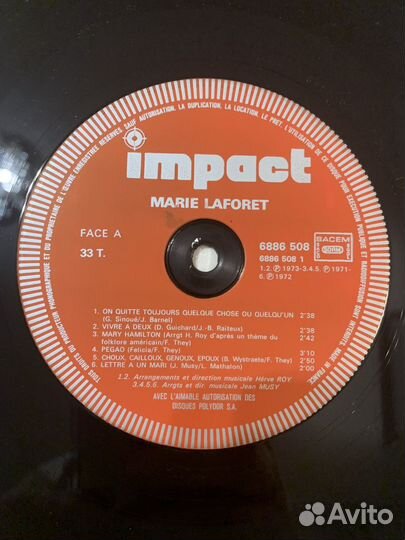 TOUS DROITS DU PRODUCTEUR PHONOGRAPHIQUE ET DU PROPRIETAIRE DE L'ŒUVRE ENREGISTREE RESERVES. SAUF AUTORISATION, LA DUPLICATION, LA LOCATION, LE PRET, L'UTILISATION DE CE DISQUE POUR EXECUTION PUBLIQUE ET RADIODIFFUSION SONT INTERDITS. MADE IN FRANCE
impact
MARIE LAFORET
FACE A
33 T.
6886 508
6886 508 1
1.2. Ⓟ 1973-3.4.5. Ⓟ 1971-
6. Ⓟ 1972
SACEM
SDRM
1. ON QUITTE TOUJOURS QUELQUE CHOSE OU QUELQU'UN 2'38
(G. Sinoué/J. Barnel)
2. VIVRE A DEUX (D. Guichard/J.-B. Raiteux) 2'38
3. MARY HAMILTON (Arrgt H. Roy d'après un thème du 2'42
folklore américain/F. They)
4. PEGAO (Felicia/F. They) 3'10
5. CHAOX, CAILLOUX, GENOUX, EPOUX (B. Wystraete/F. They) 2'50
6. LETTRE A UN MARI (J. Musy/L. Mathalon) 2'00
1.2. Arrangements et direction musicale Hervé ROY
3.4.5.6. Arrgts et dir. musicale Jean MUSY
AVEC L'AIMABLE AUTORISATION DES
DISQUES POLYDOR S.A.
Avito